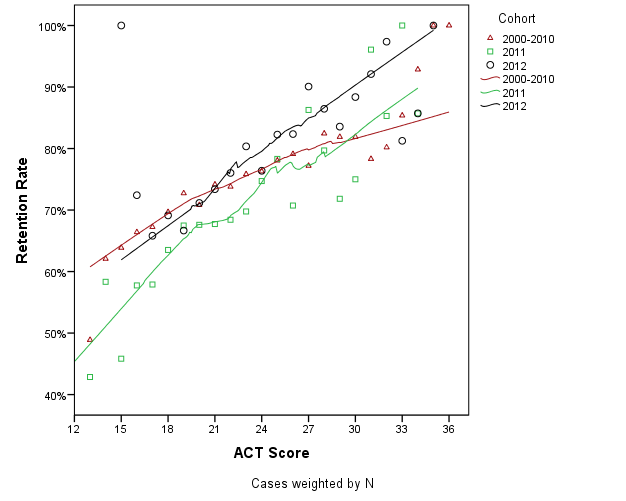 Cohort
2000-2010
2011
2012
2000-2010
2011
2012
Retention Rate
100%
90%
80%
70%
60%
50%
40%
12 15 18 21 24 27 30 33 36
ACT Score
Cases weighted by N